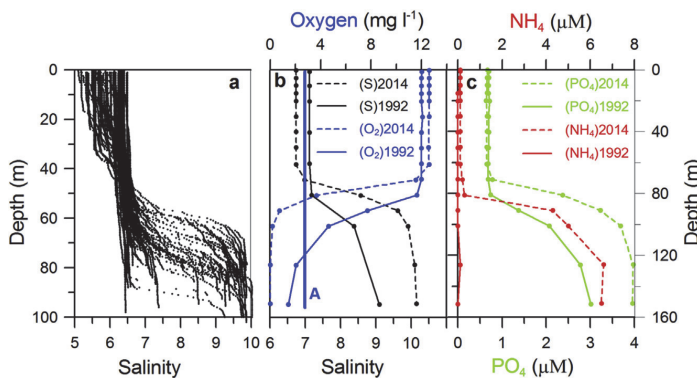 Oxygen (mg l⁻¹)
NH₄ (μM)
0 4 8 12
0 2 4 6 8
a
b
c
Depth (m)
0
20
40
60
80
100
(S)2014
(S)1992
(O₂)2014
(O₂)1992
A
(PO₄)2014
(PO₄)1992
(NH₄)2014
(NH₄)1992
0
40
80
120
160
Depth (m)
5 6 7 8 9 10
6 7 8 9 10
0 1 2 3 4
Salinity
Salinity
PO₄ (μM)